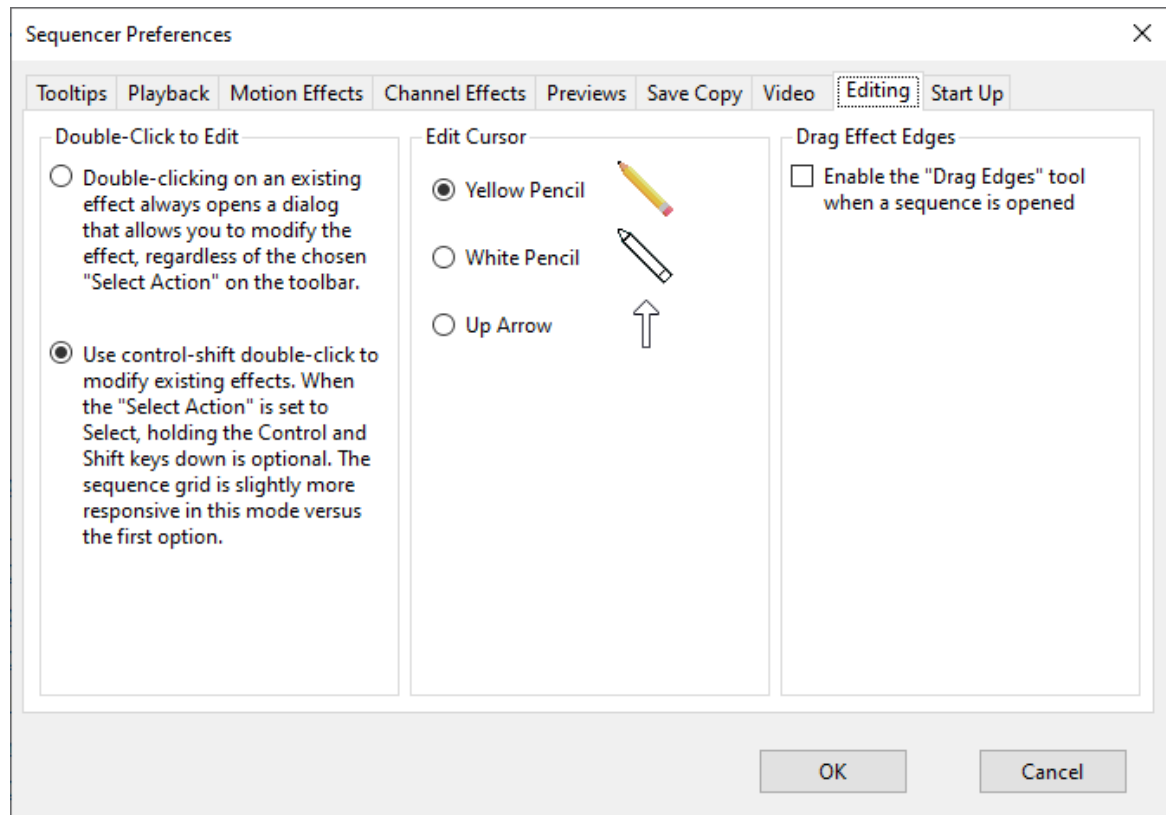 Sequencer Preferences
Tooltips Playback Motion Effects Channel Effects Previews Save Copy Video Editing Start Up
Double-Click to Edit
Double-clicking on an existing
effect always opens a dialog
that allows you to modify the
effect, regardless of the chosen
"Select Action" on the toolbar.
Use control-shift double-click to
modify existing effects. When
the "Select Action" is set to
Select, holding the Control and
Shift keys down is optional. The
sequence grid is slightly more
responsive in this mode versus
the first option.
Edit Cursor
Yellow Pencil
White Pencil
Up Arrow
Drag Effect Edges
Enable the "Drag Edges" tool
when a sequence is opened
OK Cancel